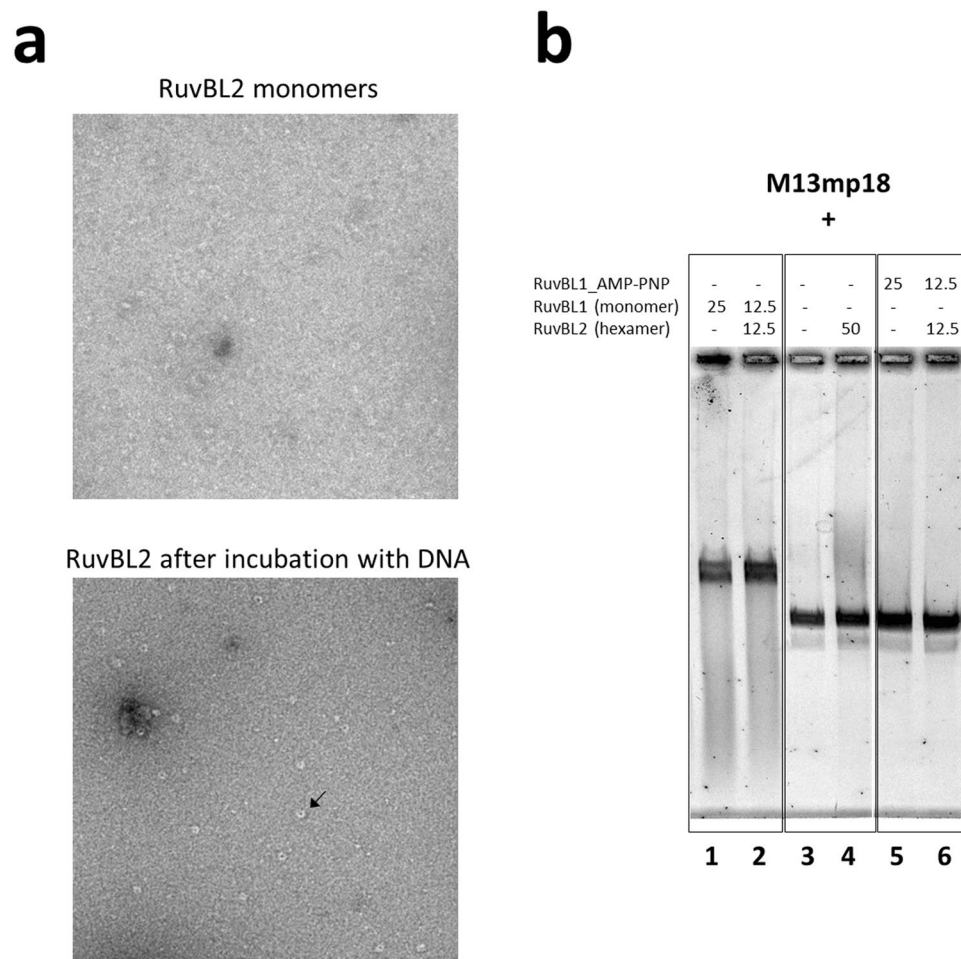 a
RuvBL2 monomers
RuvBL2 after incubation with DNA
b
M13mp18
+
RuvBL1_AMP-PNP - - - - 25 12.5
RuvBL1 (monomer) 25 12.5 - - - -
RuvBL2 (hexamer) - 12.5 - 50 - 12.5
1 2 3 4 5 6